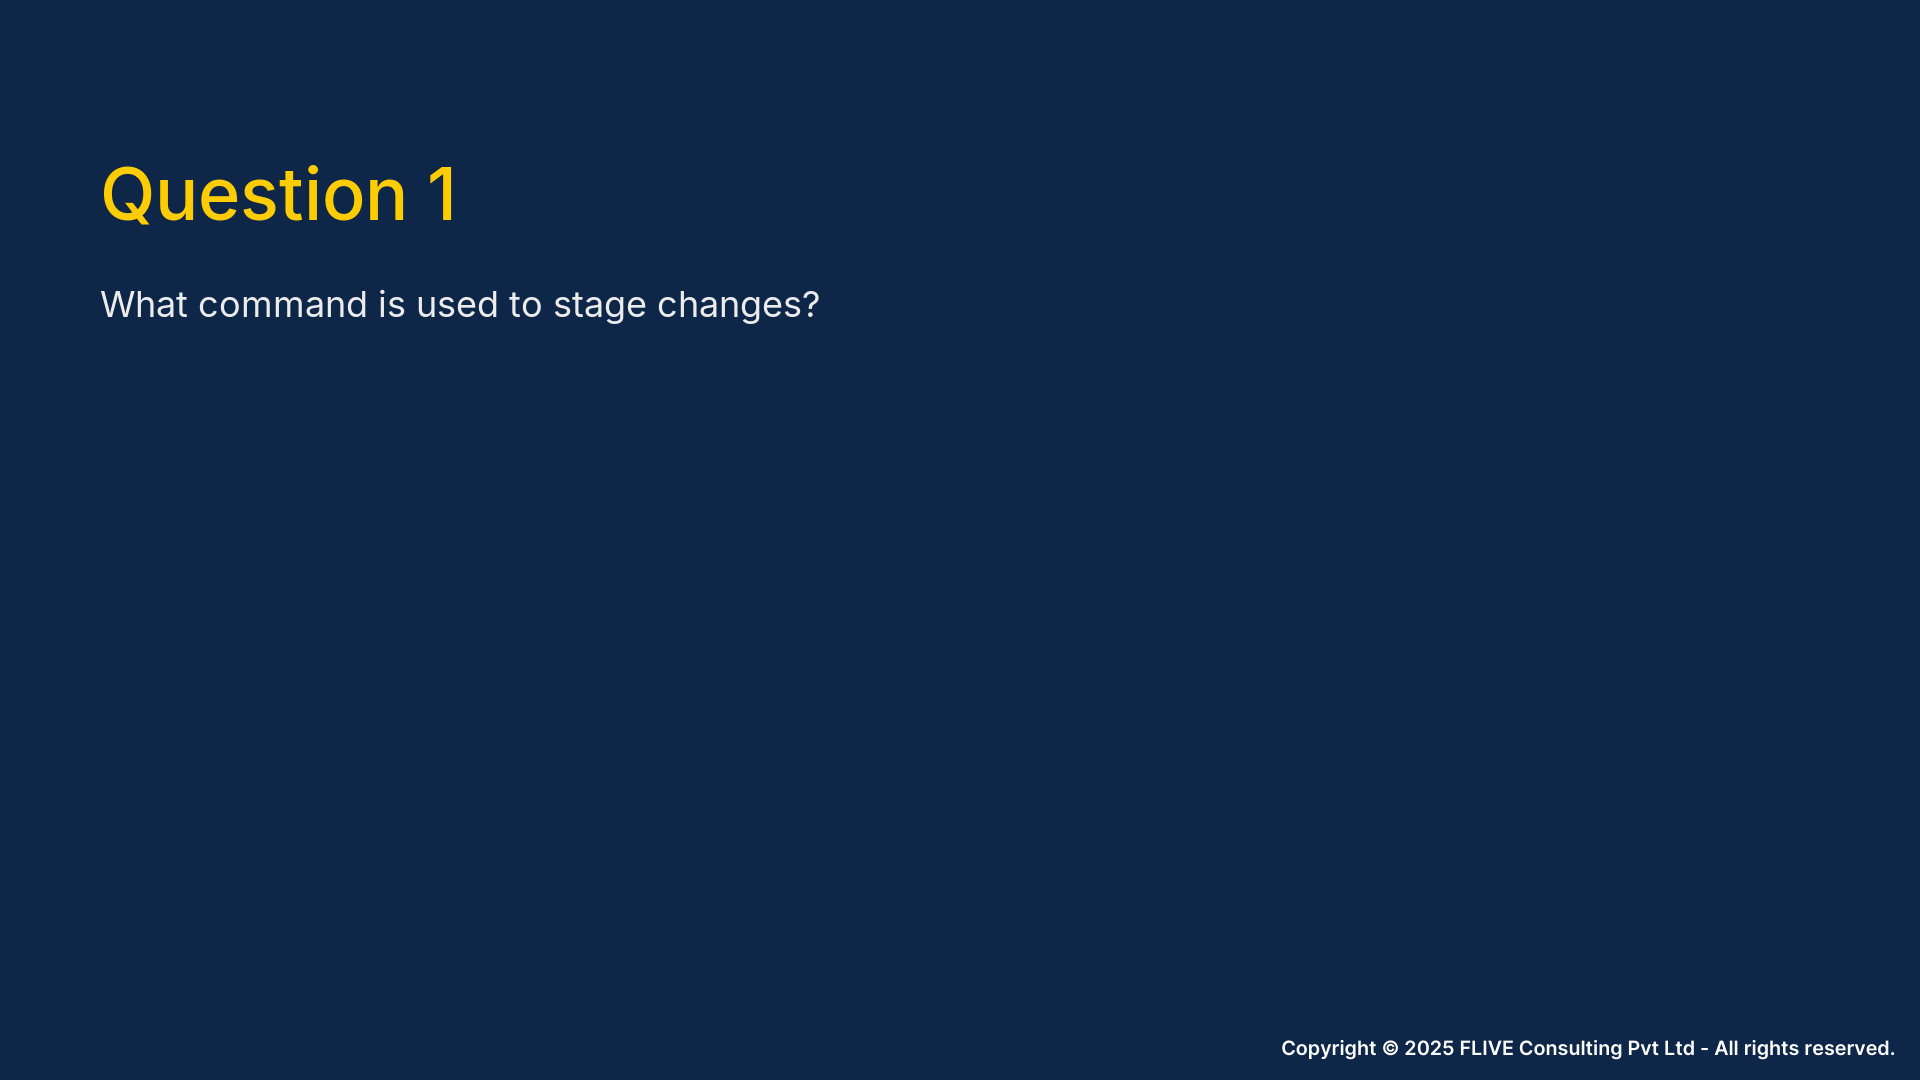 Question 1
What command is used to stage changes?
Copyright © 2025 FLIVE Consulting Pvt Ltd - All rights reserved.